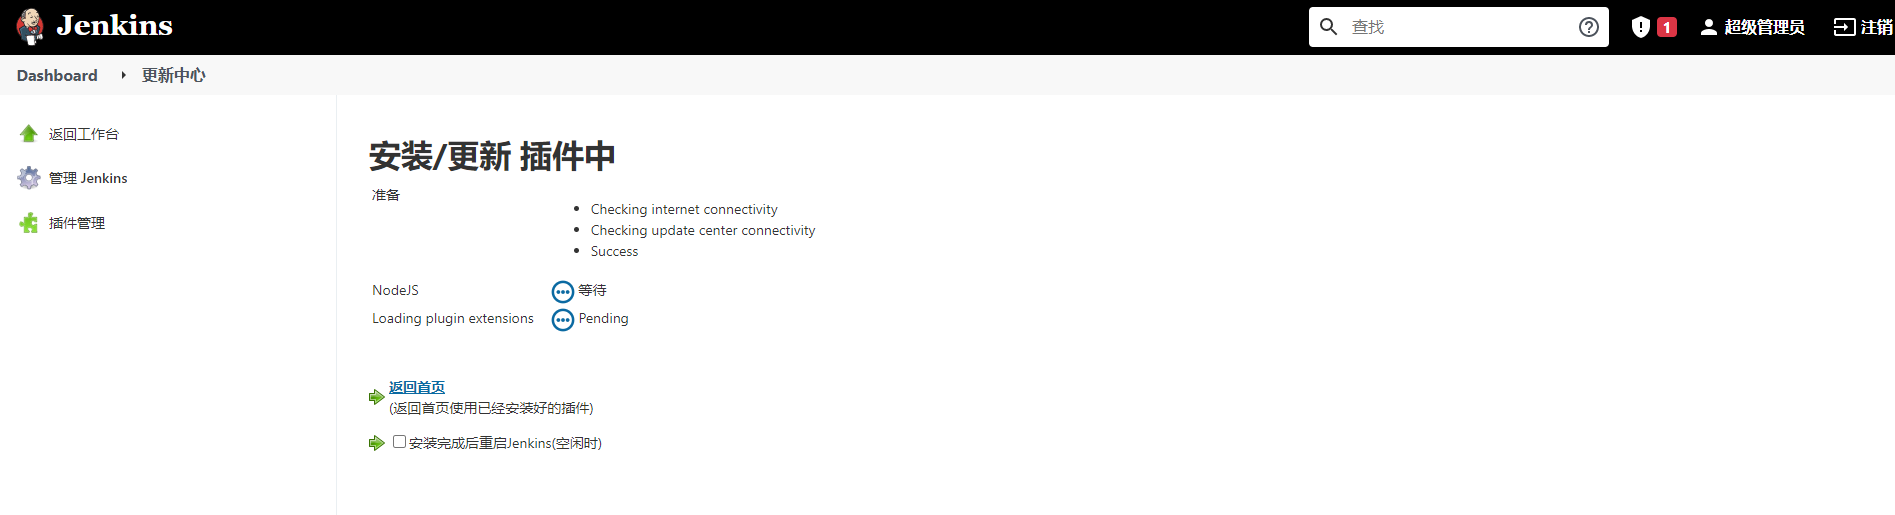 Jenkins
查找
1
超级管理员
注销
Dashboard
更新中心
返回工作台
管理 Jenkins
插件管理
安装/更新 插件中
准备
Checking internet connectivity
Checking update center connectivity
Success
NodeJS
等待
Loading plugin extensions
Pending
返回首页
(返回首页使用已经安装好的插件)
安装完成后重启Jenkins(空闲时)